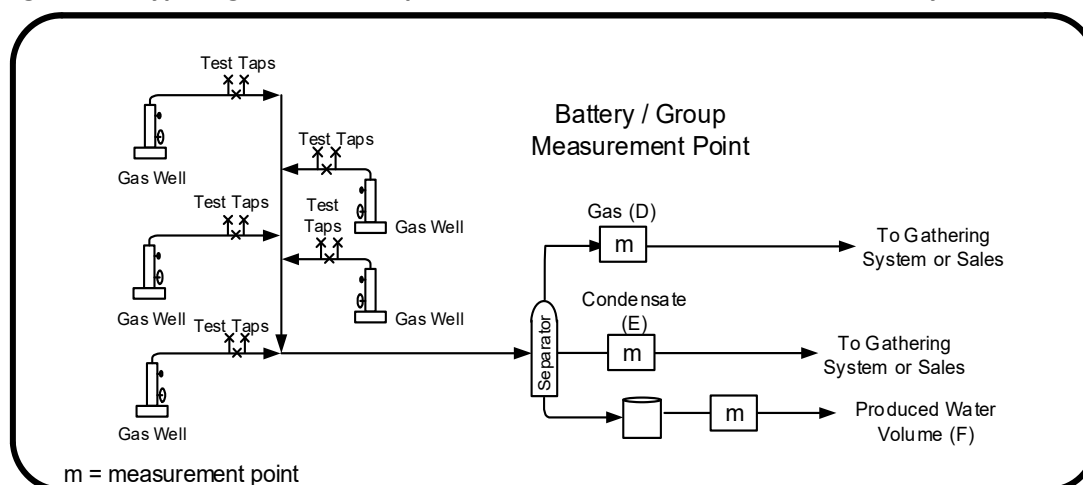 Test Taps
Gas Well
Test Taps
Gas Well
Test Taps
Gas Well
Test
Taps
Gas Well
Test Taps
Gas Well
Battery / Group
Measurement Point
Gas (D)
m
To Gathering
System or Sales
Condensate
(E)
m
To Gathering
System or Sales
Separator
m
Produced Water
Volume (F)
m = measurement point